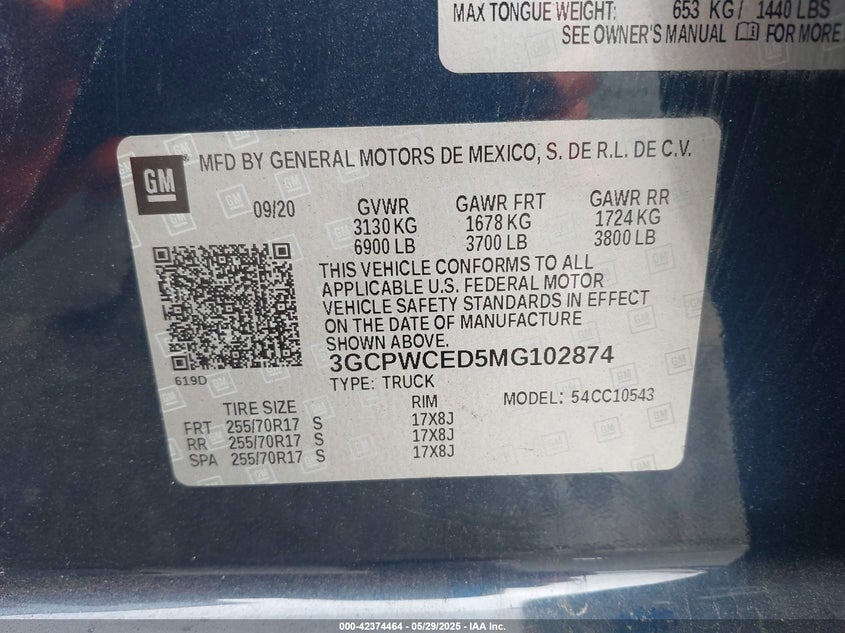 MAX TONGUE WEIGHT: 653 KG/ 1440 LBS
SEE OWNER'S MANUAL FOR MORE
GM
MFD BY GENERAL MOTORS DE MEXICO, S. DE R.L. DE C.V.
09/20 GVWR GAWR FRT GAWR RR
3130 KG 1678 KG 1724 KG
6900 LB 3700 LB 3800 LB
THIS VEHICLE CONFORMS TO ALL
APPLICABLE U.S. FEDERAL MOTOR
VEHICLE SAFETY STANDARDS IN EFFECT
ON THE DATE OF MANUFACTURE
SHOWN ABOVE.
3GCPWCED5MG102874
619D
TYPE: TRUCK MODEL: 54CC10543
TIRE SIZE RIM
FRT 255/70R17 S 17X8J
RR 255/70R17 S 17X8J
SPA 255/70R17 S 17X8J
000-42374464 - 05/29/2025 - IAA Inc.